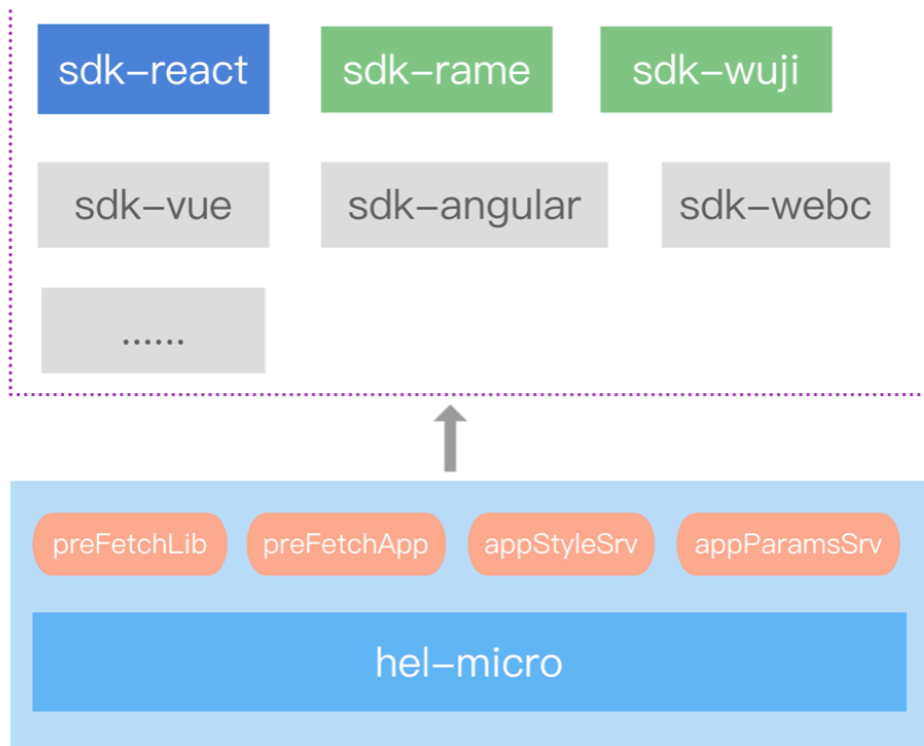 sdk-react
sdk-rame
sdk-wuji
sdk-vue
sdk-angular
sdk-webc
......
preFetchLib
preFetchApp
appStyleSrv
appParamsSrv
hel-micro